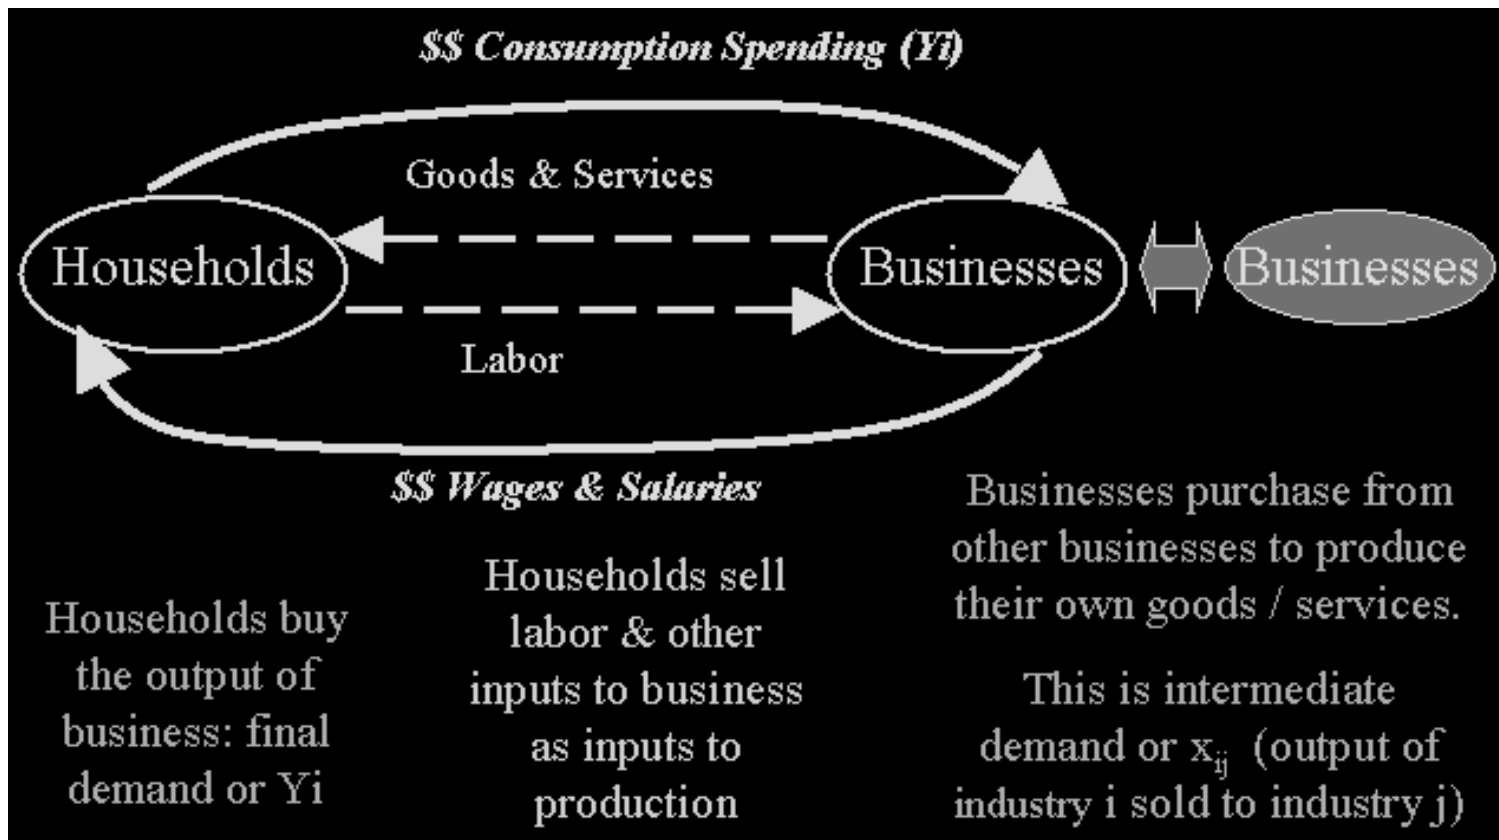 $$ Consumption Spending (Yi)
Goods & Services
Households
Businesses
Businesses
Labor
$$ Wages & Salaries
Households buy
the output of
business: final
demand or Yi
Households sell
labor & other
inputs to business
as inputs to
production
Businesses purchase from
other businesses to produce
their own goods / services.
This is intermediate
demand or xij (output of
industry i sold to industry j)